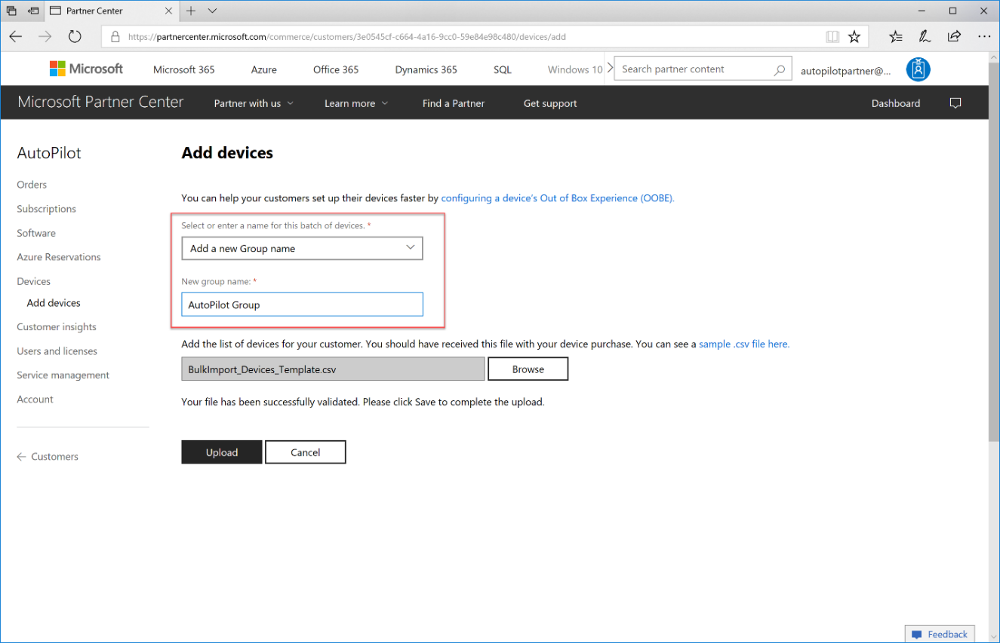 Partner Center
https://partnercenter.microsoft.com/commerce/customers/3e0545cf-c664-4a16-9cc0-59e84e98c480/devices/add
Microsoft Microsoft 365 Azure Office 365 Dynamics 365 SQL Windows 10 Search partner content autopilotpartner@...
Microsoft Partner Center Partner with us Learn more Find a Partner Get support Dashboard
AutoPilot
Orders
Subscriptions
Software
Azure Reservations
Devices
Add devices
Customer insights
Users and licenses
Service management
Account
Customers
Add devices
You can help your customers set up their devices faster by configuring a device's Out of Box Experience (OOBE).
Select or enter a name for this batch of devices. *
Add a new Group name
New group name: *
AutoPilot Group
Add the list of devices for your customer. You should have received this file with your device purchase. You can see a sample .csv file here.
BulkImport_Devices_Template.csv Browse
Your file has been successfully validated. Please click Save to complete the upload.
Upload Cancel
Feedback